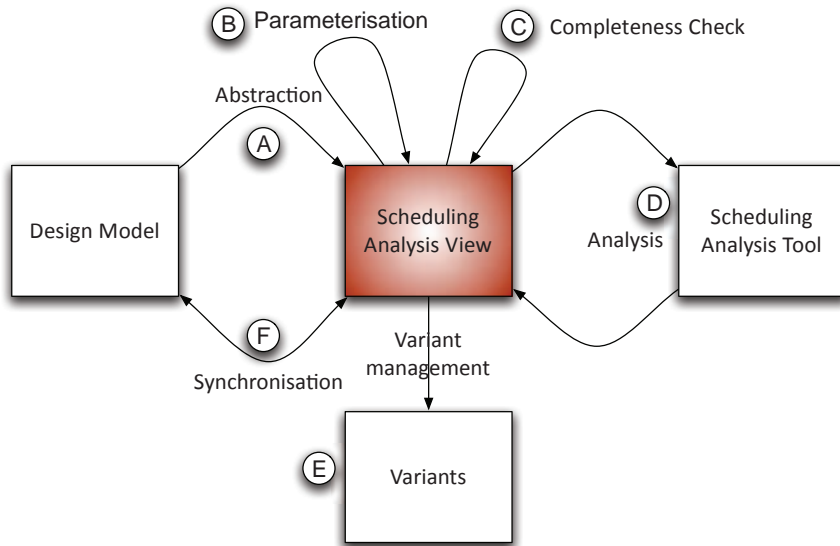 B Parameterisation
C Completeness Check
Abstraction
A
Design Model
Scheduling
Analysis View
D
Analysis
Scheduling
Analysis Tool
F
Synchronisation
Variant
management
E
Variants